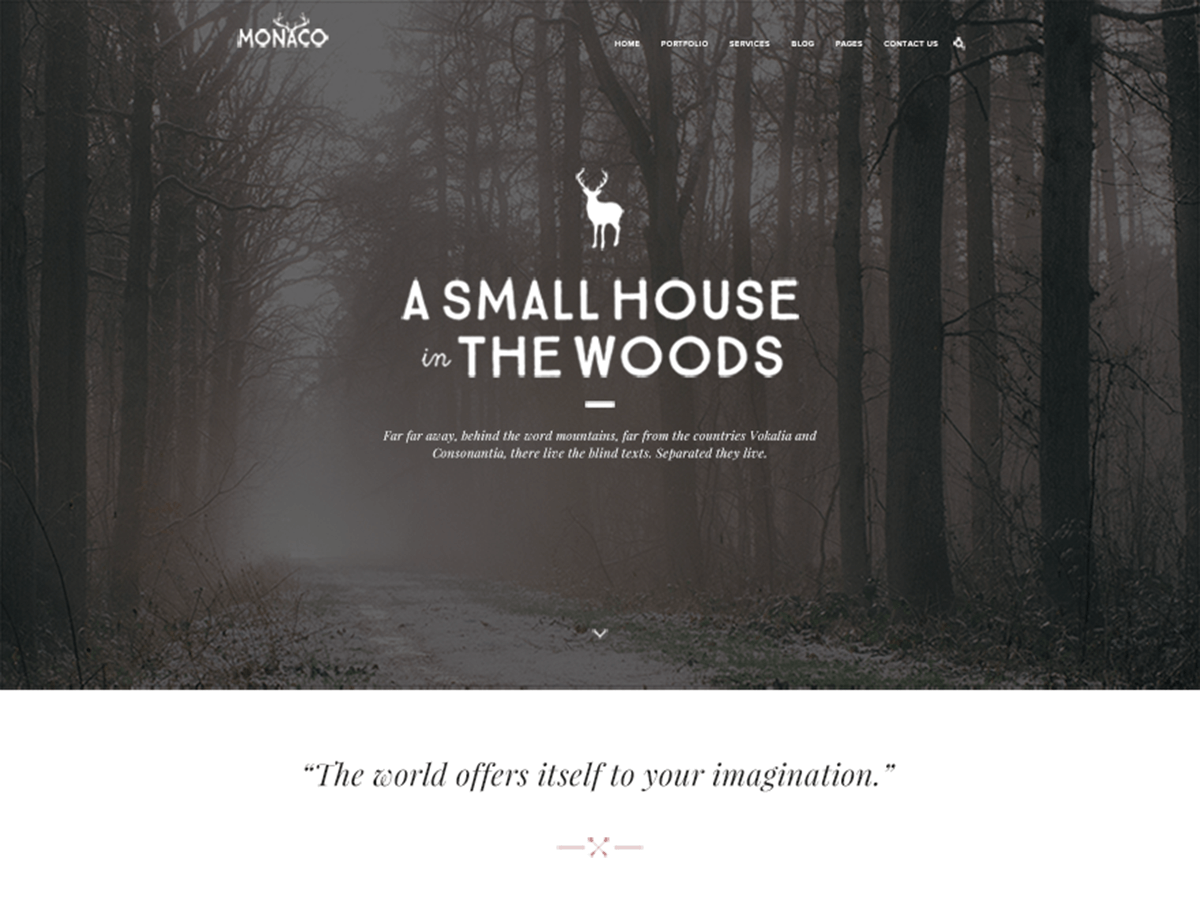 MONACO
HOME PORTFOLIO SERVICES BLOG PAGES CONTACT US
A SMALL HOUSE
in THE WOODS
Far far away, behind the word mountains, far from the countries Vokalia and
Consonantia, there live the blind texts. Separated they live.
“The world offers itself to your imagination.”